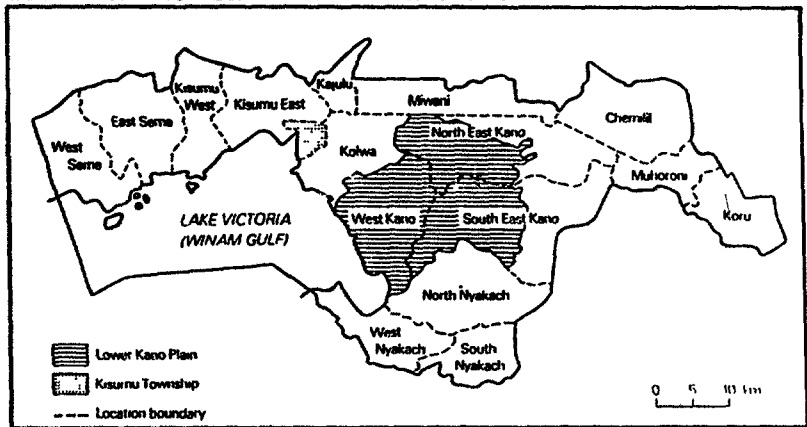 Kajulu
Kisumu West
Kisumu East
Miwani
East Seme
Chemilil
North East Kano
West Seme
Kolwa
Muhoroni
Koru
LAKE VICTORIA
(WINAM GULF)
West Kano
South East Kano
North Nyakach
West Nyakach
South Nyakach
Lower Kano Plain
Kisumu Township
Location boundary
0 5 10 km